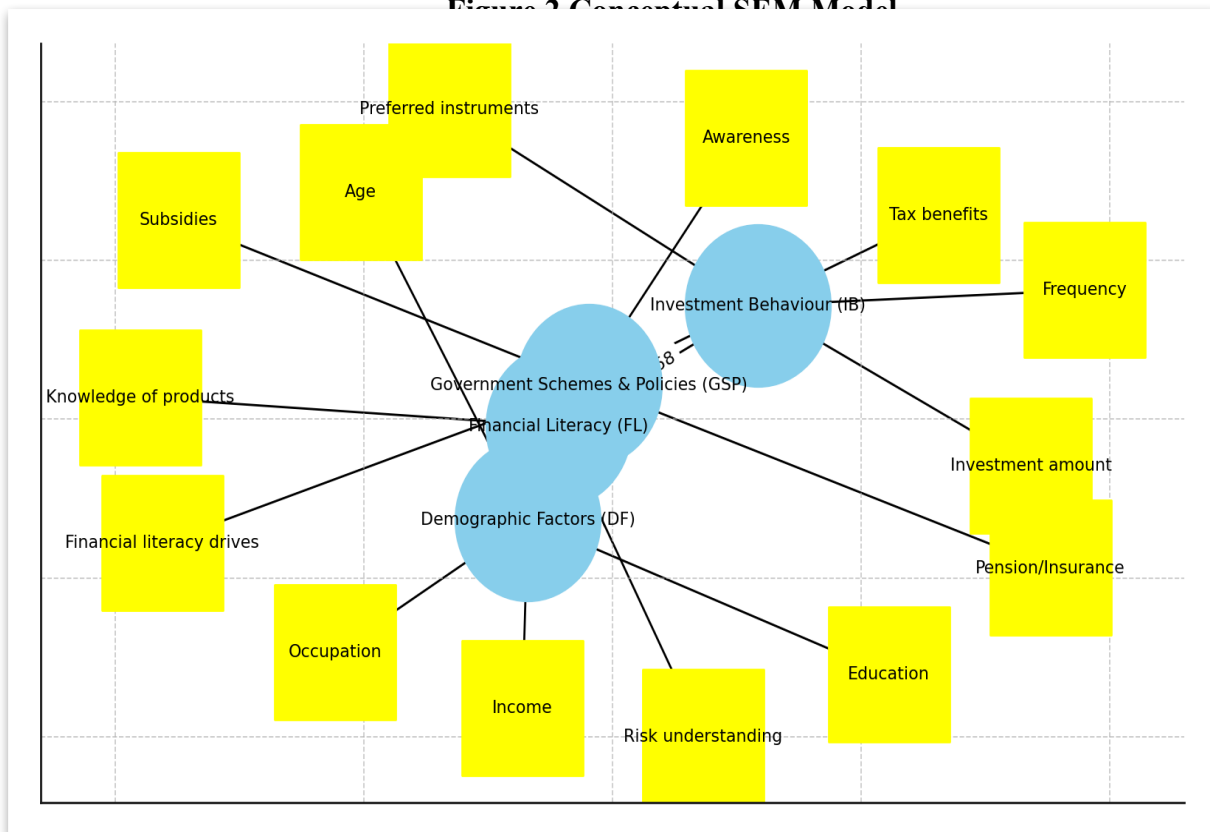 Figure 2 Conceptual SEM Model
Preferred instruments
Awareness
Age
Tax benefits
Subsidies
Frequency
Investment Behaviour (IB)
Government Schemes & Policies (GSP)
Knowledge of products
Financial Literacy (FL)
Investment amount
Demographic Factors (DF)
Financial literacy drives
Pension/Insurance
Occupation
Education
Income
Risk understanding